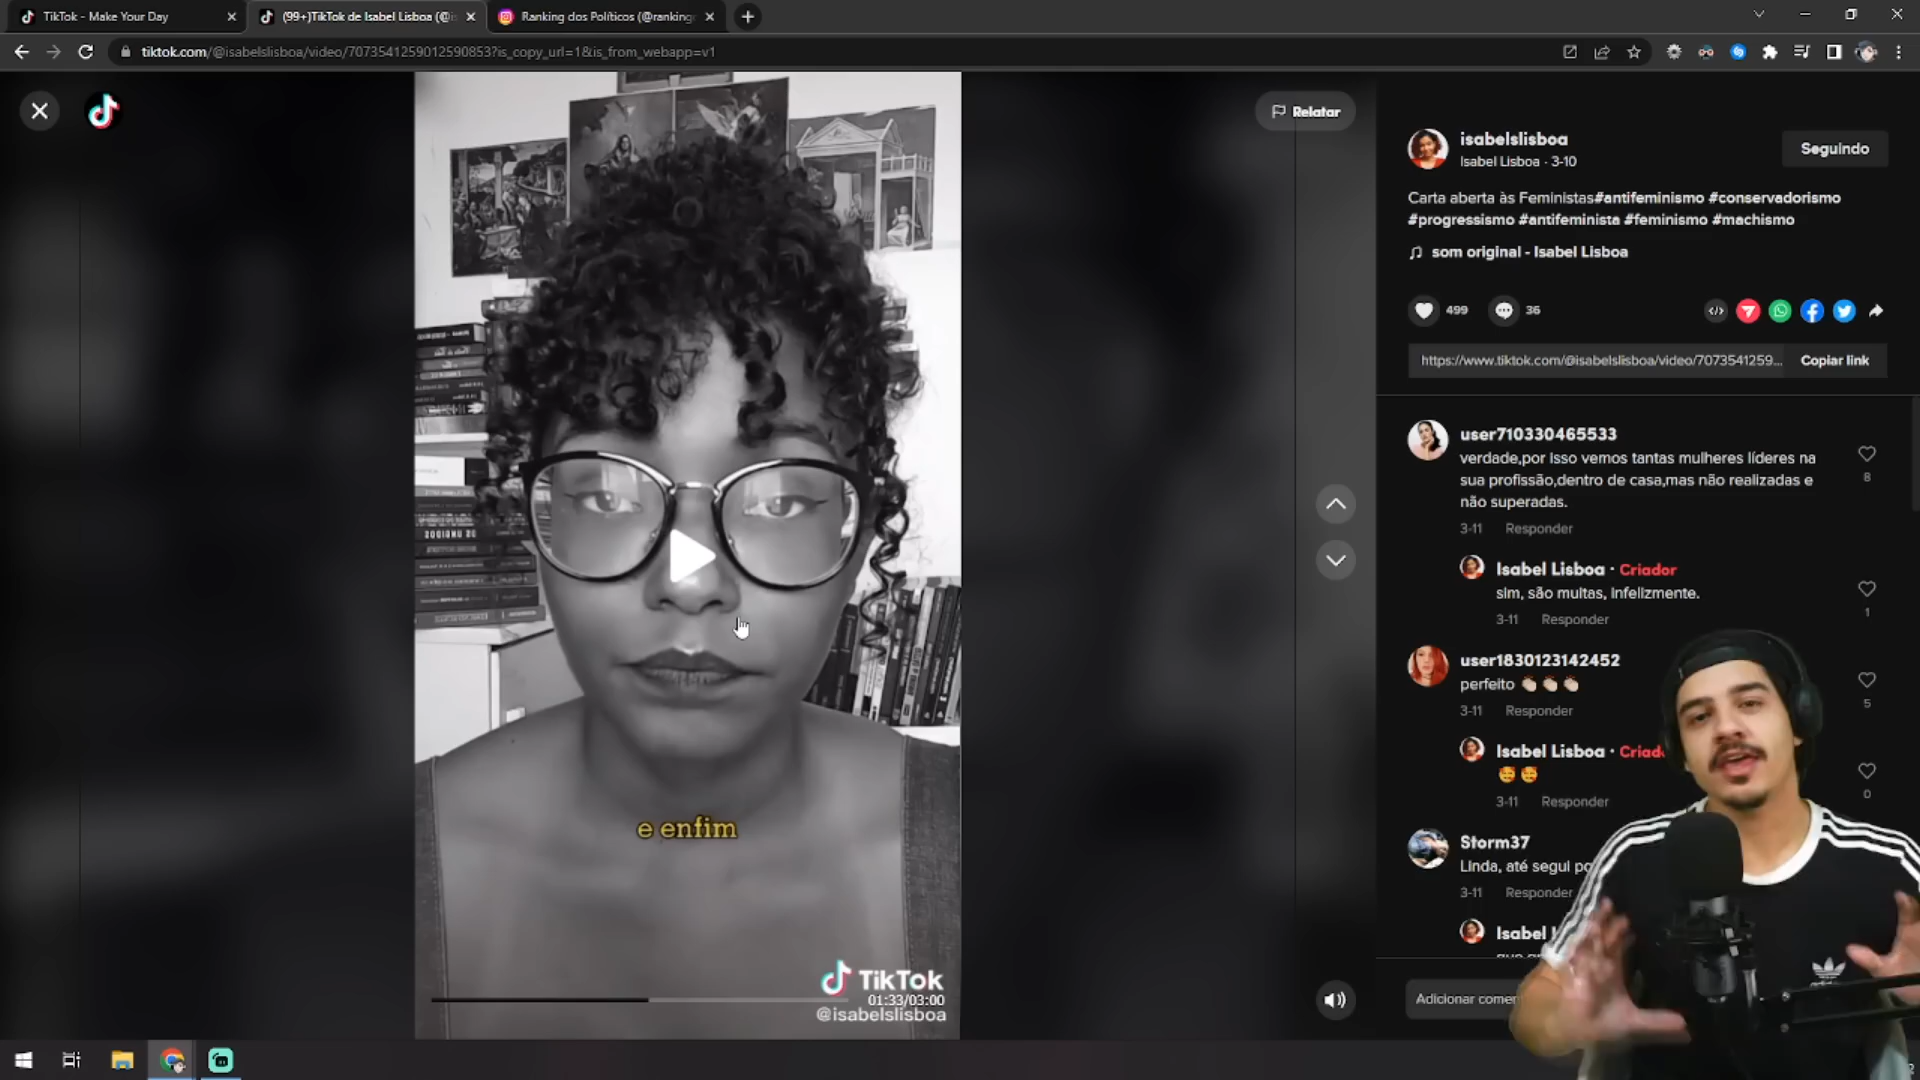 TikTok - Make Your Day
(99+)TikTok de Isabel Lisboa (@is
Ranking dos Políticos (@ranking
tiktok.com/@isabelslisboa/video/7073541259012590853?is_copy_url=1&is_from_webapp=v1
Relatar
isabelslisboa
Isabel Lisboa · 3-10
Seguindo
Carta aberta às Feministas#antifeminismo #conservadorismo
#progressismo #antifeminista #feminismo #machismo
som original - Isabel Lisboa
499
36
https://www.tiktok.com/@isabelslisboa/video/7073541259...
Copiar link
user710330465533
verdade,por isso vemos tantas mulheres líderes na
sua profissão,dentro de casa,mas não realizadas e
não superadas.
8
3-11 Responder
Isabel Lisboa · Criador
sim, são muitas, infelizmente.
1
3-11 Responder
user1830123142452
perfeito
5
3-11 Responder
Isabel Lisboa · Criad
3-11 Responder
0
Storm37
Linda, até segui po
3-11 Responder
Isabel
Adicionar comen
e enfim
TikTok
01:33/03:00
@isabelslisboa